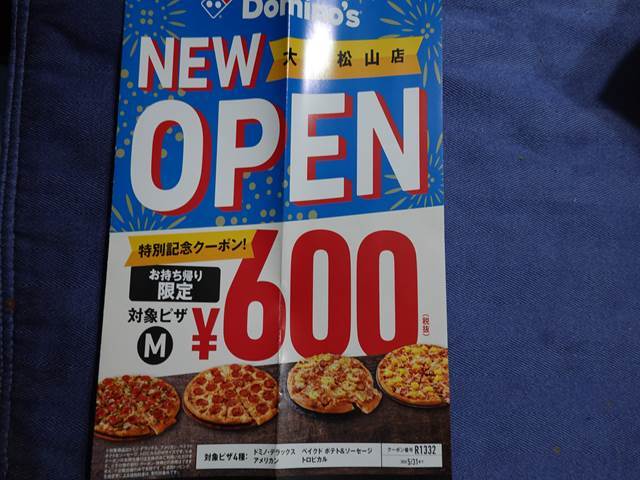 Domino's
NEW
大 松山店
OPEN
特別記念クーポン!
お持ち帰り
限定
対象ピザ
M
¥600
(税抜)
対象ピザ4種:
ドミノ・デラックス
アメリカン
ベイクド ポテト&ソーセージ
トロピカル
クーポン番号 R1332
5/31